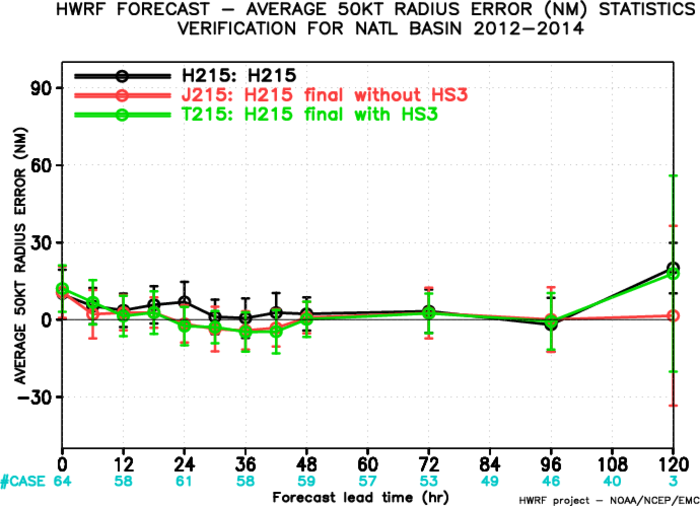 HWRF FORECAST – AVERAGE 50KT RADIUS ERROR (NM) STATISTICS
VERIFICATION FOR NATL BASIN 2012–2014
H215: H215
J215: H215 final without HS3
T215: H215 final with HS3
AVERAGE 50KT RADIUS ERROR (NM)
90
60
30
0
–30
0 12 24 36 48 60 72 84 96 108 120
#CASE 64 58 61 58 59 57 53 49 46 40 3
Forecast lead time (hr)
HWRF project – NOAA/NCEP/EMC